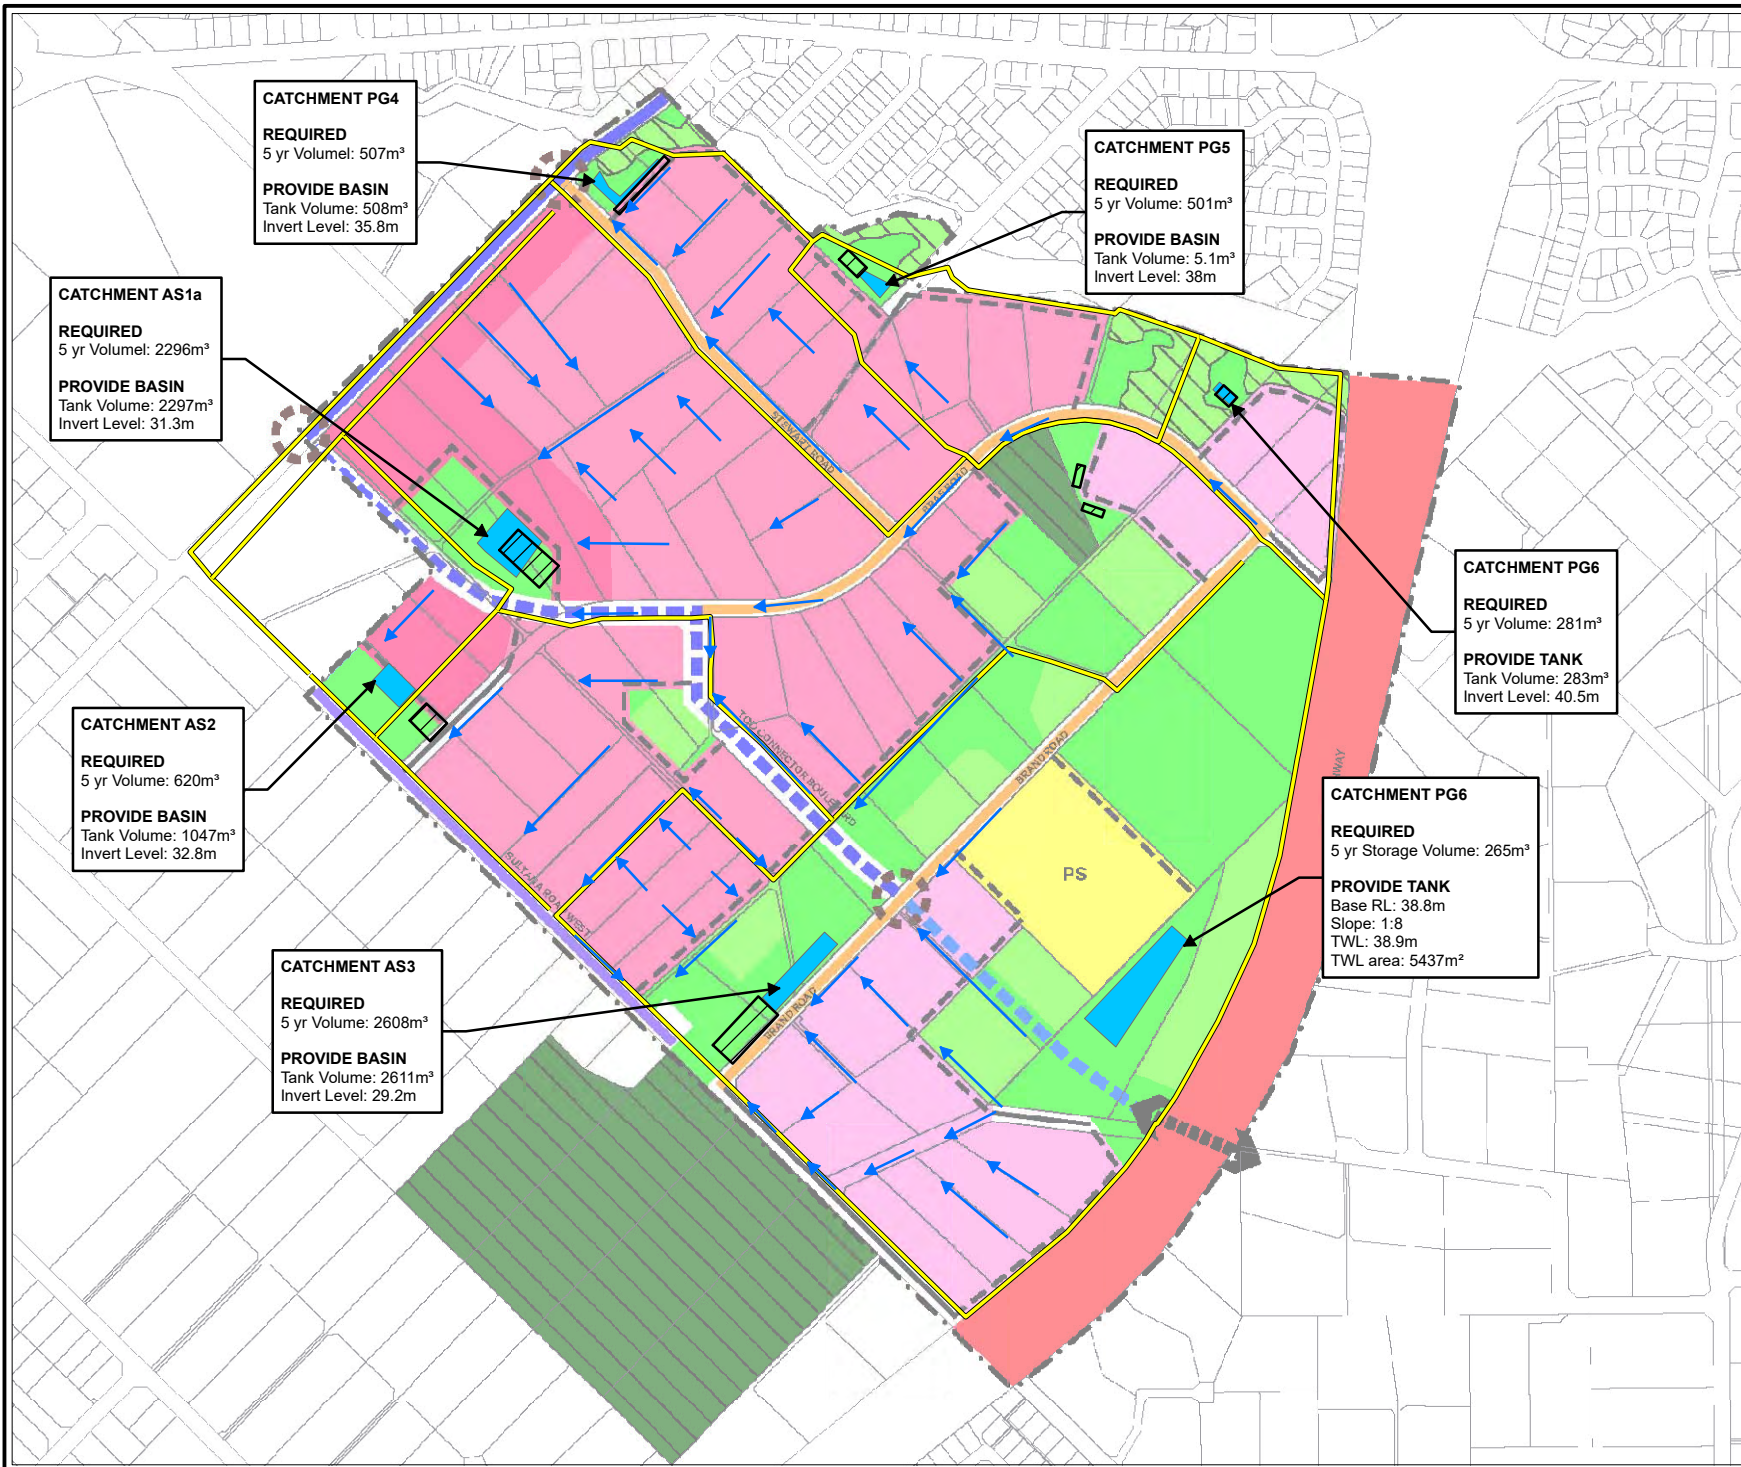 CATCHMENT PG4
REQUIRED
5 yr Volumel: 507m³
PROVIDE BASIN
Tank Volume: 508m³
Invert Level: 35.8m
CATCHMENT PG5
REQUIRED
5 yr Volume: 501m³
PROVIDE BASIN
Tank Volume: 5.1m³
Invert Level: 38m
CATCHMENT AS1a
REQUIRED
5 yr Volumel: 2296m³
PROVIDE BASIN
Tank Volume: 2297m³
Invert Level: 31.3m
STEWART ROAD
BRAE ROAD
CATCHMENT PG6
REQUIRED
5 yr Volume: 281m³
PROVIDE TANK
Tank Volume: 283m³
Invert Level: 40.5m
CATCHMENT AS2
REQUIRED
5 yr Volume: 620m³
PROVIDE BASIN
Tank Volume: 1047m³
Invert Level: 32.8m
BRAND ROAD
CATCHMENT PG6
REQUIRED
5 yr Storage Volume: 265m³
PROVIDE TANK
Base RL: 38.8m
Slope: 1:8
TWL: 38.9m
TWL area: 5437m²
PS
SULTANA ROAD WEST
CATCHMENT AS3
REQUIRED
5 yr Volume: 2608m³
PROVIDE BASIN
Tank Volume: 2611m³
Invert Level: 29.2m
BRAND ROAD